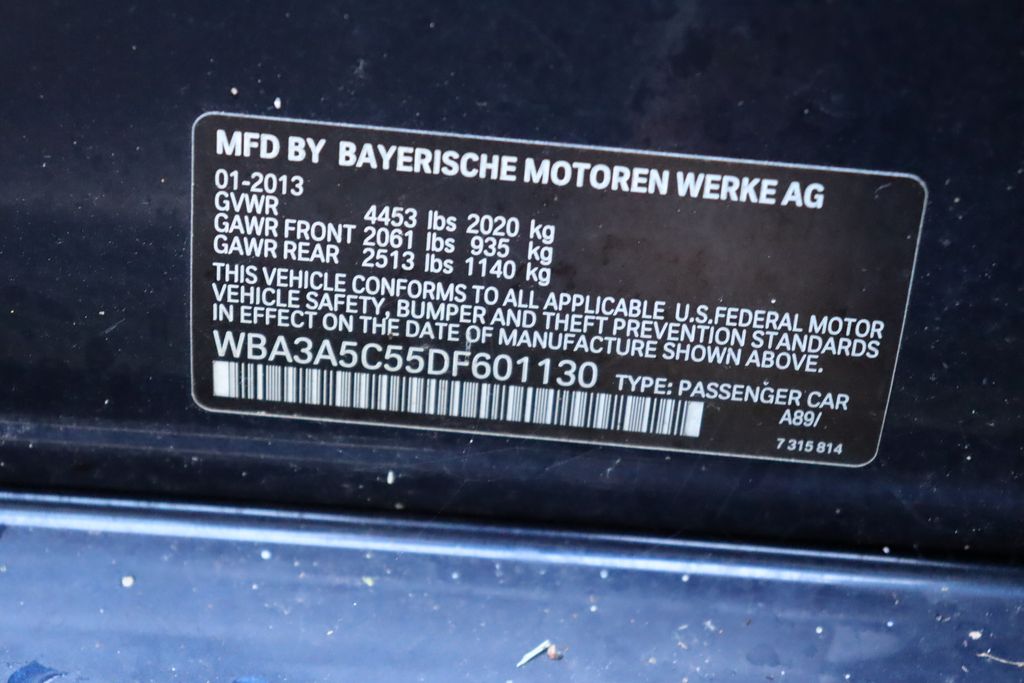 MFD BY BAYERISCHE MOTOREN WERKE AG
01-2013
GVWR 4453 lbs 2020 kg
GAWR FRONT 2061 lbs 935 kg
GAWR REAR 2513 lbs 1140 kg
THIS VEHICLE CONFORMS TO ALL APPLICABLE U.S.FEDERAL MOTOR
VEHICLE SAFETY, BUMPER AND THEFT PREVENTION STANDARDS
IN EFFECT ON THE DATE OF MANUFACTURE SHOWN ABOVE.
WBA3A5C55DF601130 TYPE: PASSENGER CAR
A89/
7 315 814